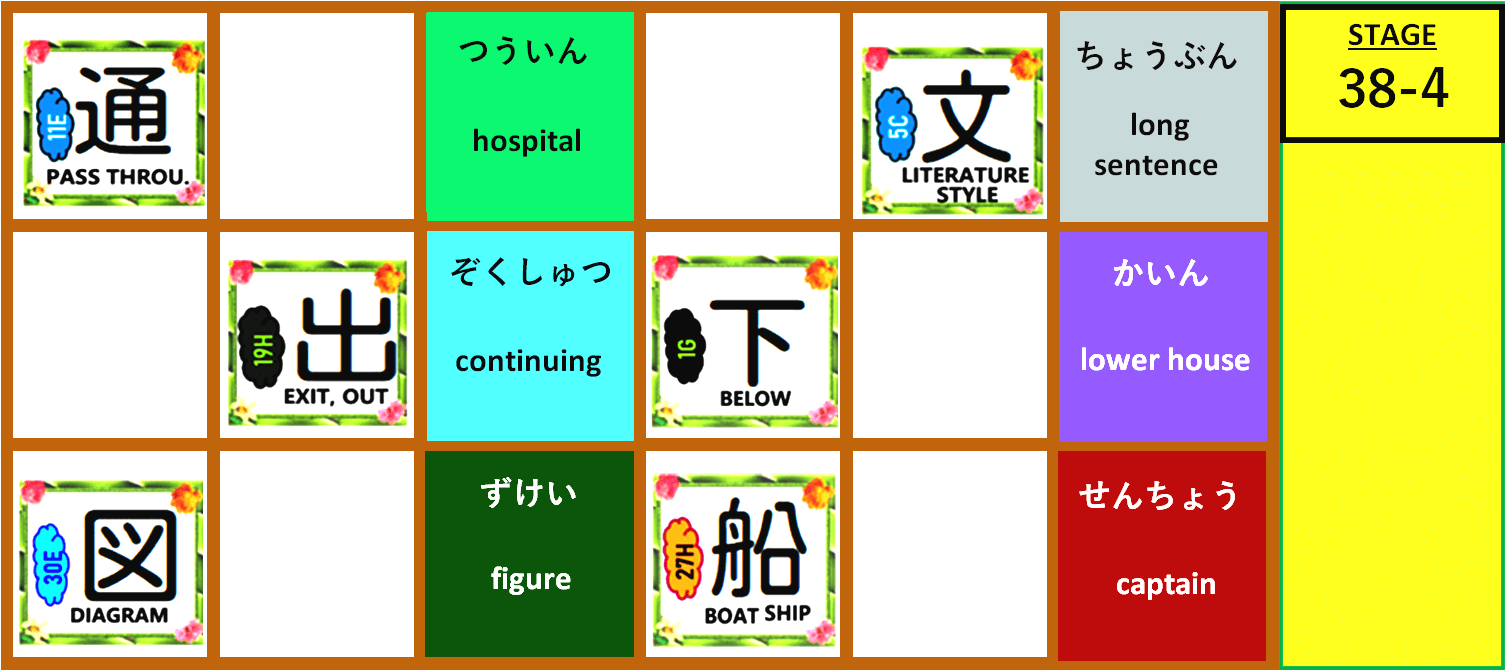 通
11E
PASS THROU.
つういん
hospital
文
5C
LITERATURE
STYLE
ちょうぶん
long
sentence
STAGE
38-4
出
19H
EXIT, OUT
ぞくしゅつ
continuing
下
1G
BELOW
かいん
lower house
図
30E
DIAGRAM
ずけい
figure
船
27H
BOAT SHIP
せんちょう
captain